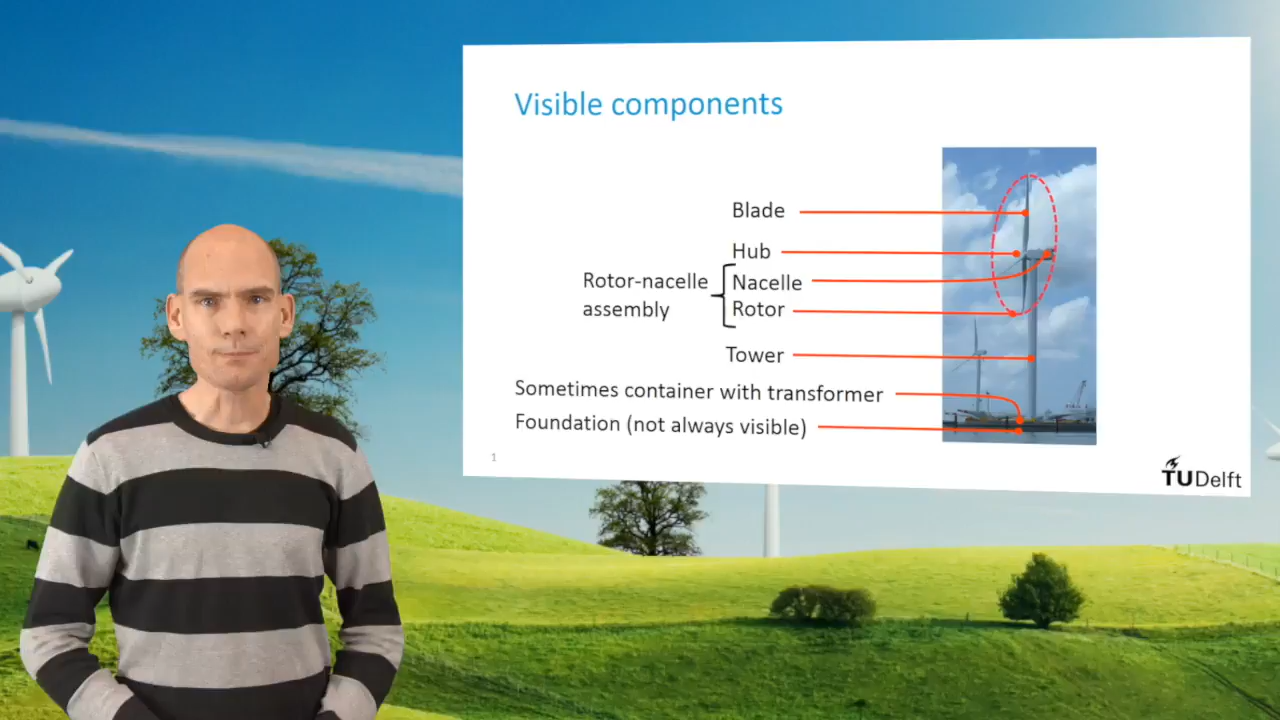 Visible components
Blade
Hub
Rotor-nacelle
assembly
Nacelle
Rotor
Tower
Sometimes container with transformer
Foundation (not always visible)
1
TUDelft